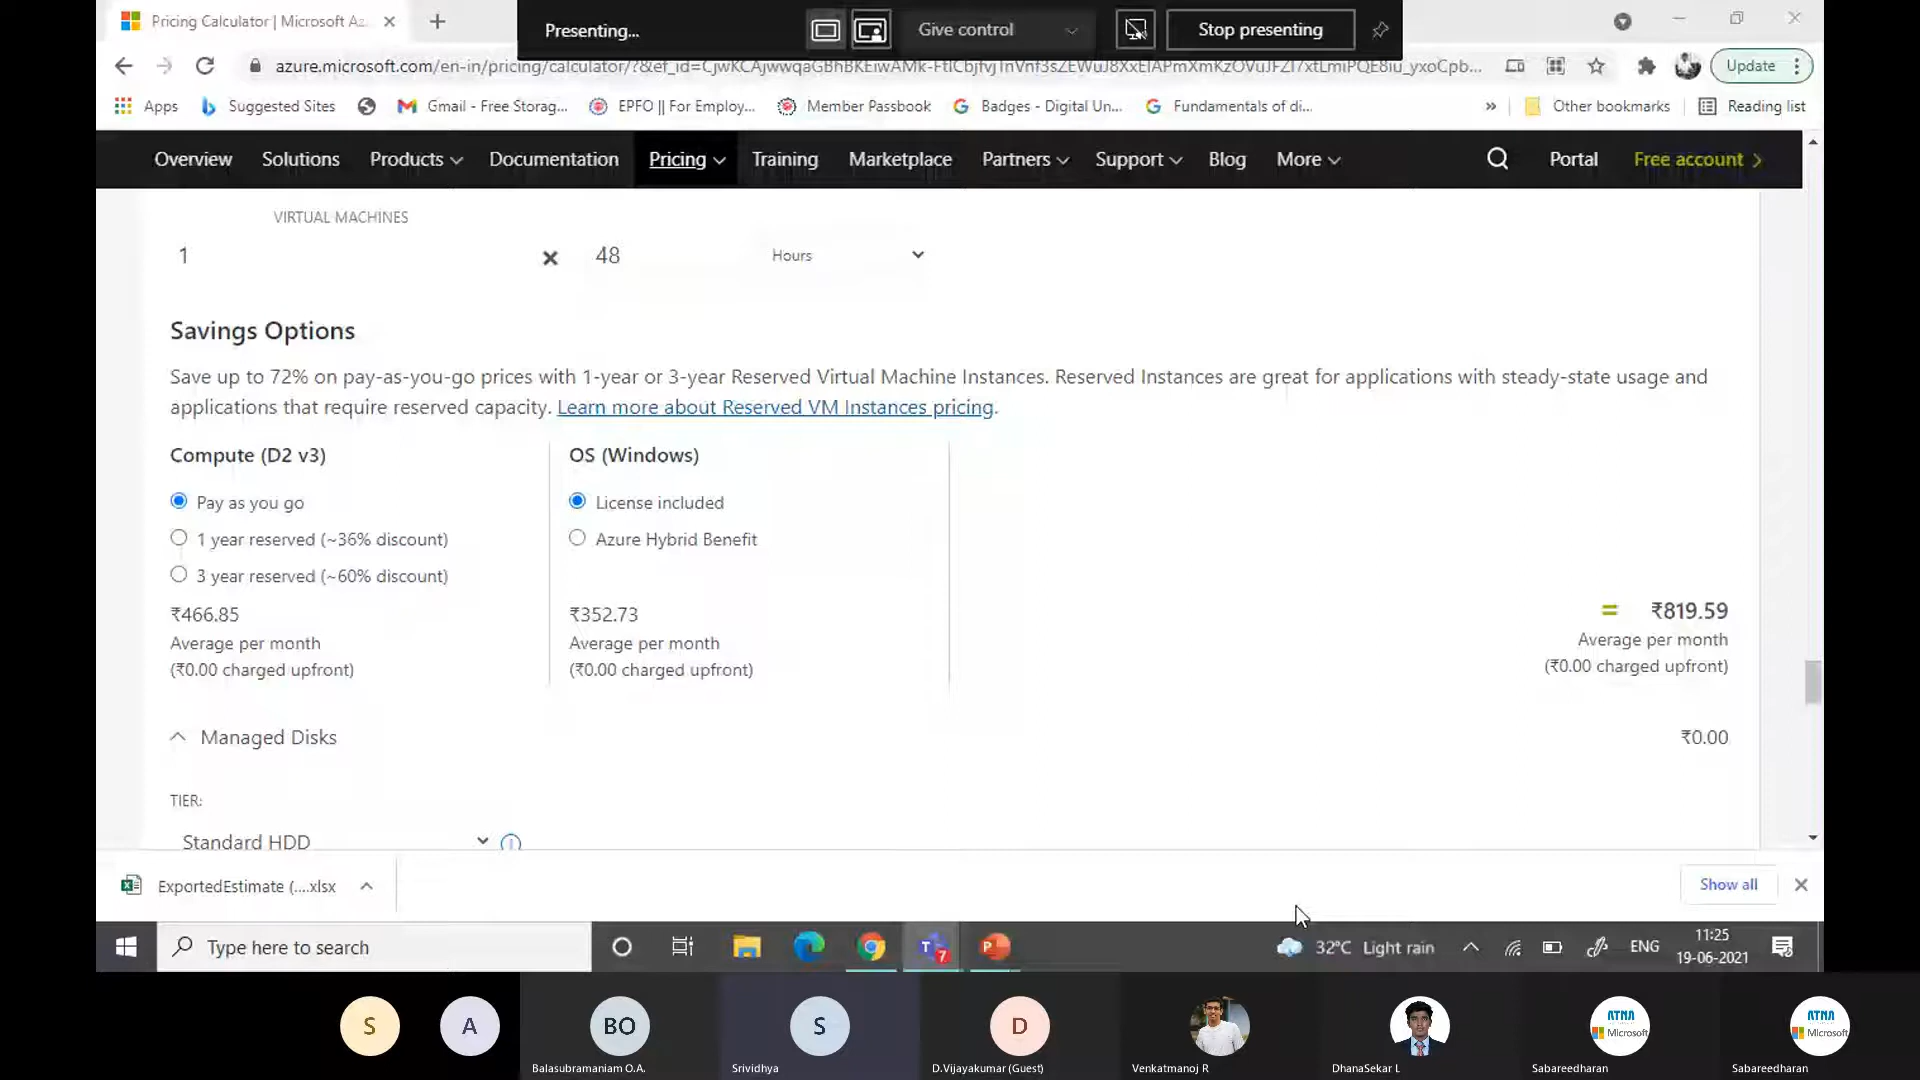 Pricing Calculator | Microsoft Az
Presenting...
Give control
Stop presenting
azure.microsoft.com/en-in/pricing/calculator/?&ef_id=
Update
Apps
Suggested Sites
Gmail - Free Storag...
EPFO || For Employ...
Member Passbook
Badges - Digital Un...
Fundamentals of di...
»
Other bookmarks
Reading list
Overview
Solutions
Products
Documentation
Pricing
Training
Marketplace
Partners
Support
Blog
More
Portal
Free account
VIRTUAL MACHINES
1
48
Hours
Savings Options
Save up to 72% on pay-as-you-go prices with 1-year or 3-year Reserved Virtual Machine Instances. Reserved Instances are great for applications with steady-state usage and
applications that require reserved capacity. Learn more about Reserved VM Instances pricing.
Compute (D2 v3)
Pay as you go
1 year reserved (~36% discount)
3 year reserved (~60% discount)
₹466.85
Average per month
(₹0.00 charged upfront)
OS (Windows)
License included
Azure Hybrid Benefit
₹352.73
Average per month
(₹0.00 charged upfront)
= ₹819.59
Average per month
(₹0.00 charged upfront)
Managed Disks
₹0.00
TIER:
Standard HDD
ExportedEstimate (....xlsx
Show all
Type here to search
T
7
P
32°C Light rain
ENG
11:25
19-06-2021
S
A
BO
Balasubramaniam O.A.
S
Srividhya
D
D.Vijayakumar (Guest)
Venkatmanoj R
DhanaSekar L
ATNA
Microsoft
Sabareedharan
ATNA
Microsoft
Sabareedharan